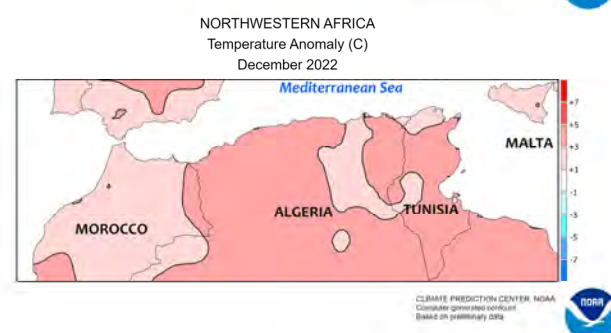 NORTHWESTERN AFRICA
Temperature Anomaly (C)
December 2022
Mediterranean Sea
+7
+5
MALTA
+3
+1
-1
ALGERIA
TUNISIA
-3
MOROCCO
-5
-7
CLIMATE PREDICTION CENTER, NOAA
Computer generated contours
Based on preliminary data
NOAA